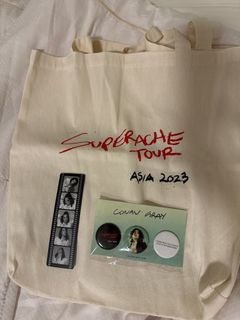 SUPERACHE
TOUR
ASIA 2023
CONAN GRAY